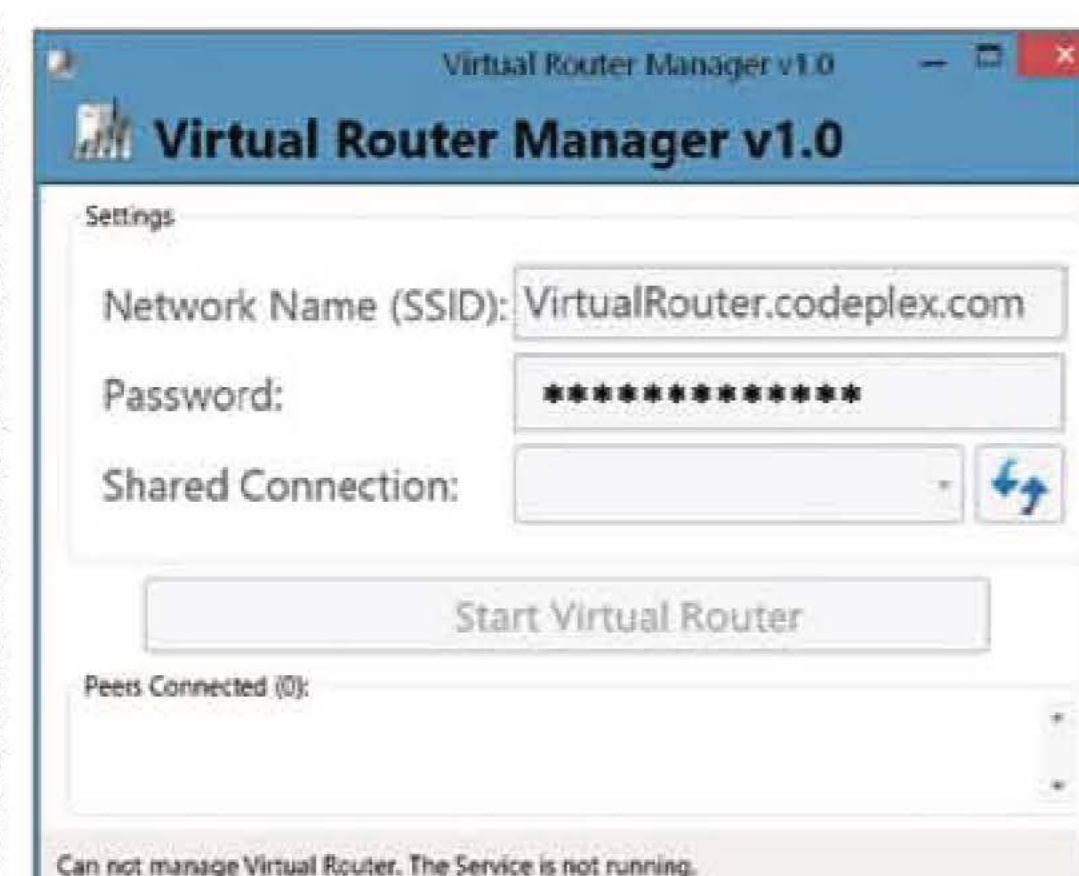 Virtual Router Manager v1.0
Virtual Router Manager v1.0
Settings
Network Name (SSID): VirtualRouter.codeplex.com
Password: *************
Shared Connection:
Start Virtual Router
Peers Connected (0):
Can not manage Virtual Router. The Service is not running.